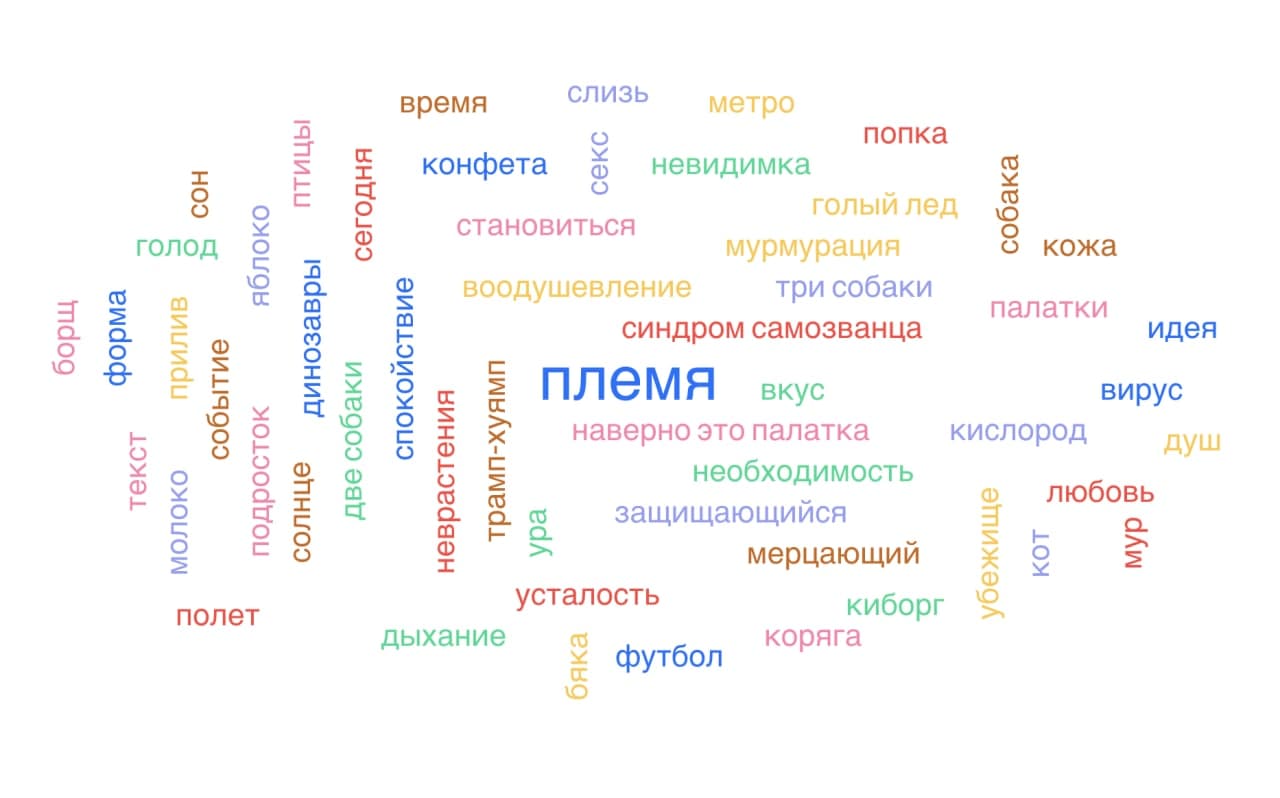 слизь
время
метро
попка
птицы
секс
конфета
невидимка
сегодня
сон
собака
голый лед
яблоко
становиться
голод
мурмурация
кожа
динозавры
воодушевление
три собаки
спокойствие
форма
прилив
борщ
палатки
синдром самозванца
идея
событие
племя
вкус
вирус
две собаки
трамп-хуямп
неврастения
подросток
наверно это палатка
кислород
душ
текст
солнце
молоко
необходимость
любовь
убежище
защищающийся
ура
мур
кот
мерцающий
усталость
киборг
полет
дыхание
бяка
коряга
футбол